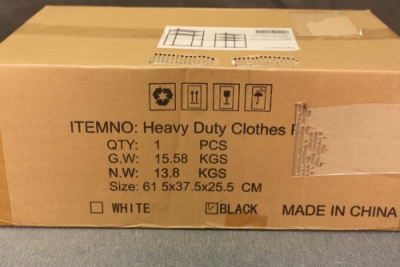 ITEMNO: Heavy Duty Clothes
QTY: 1 PCS
G.W: 15.58 KGS
N.W: 13.8 KGS
Size: 61 5x37.5x25.5 CM
WHITE BLACK MADE IN CHINA